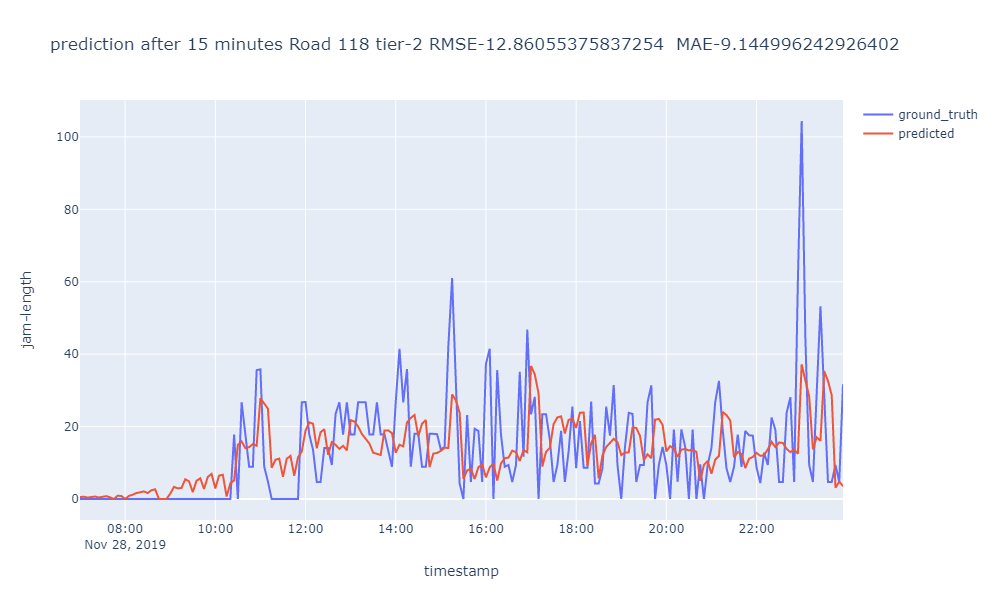 prediction after 15 minutes Road 118 tier-2 RMSE-12.86055375837254  MAE-9.144996242926402
ground_truth
predicted
100
80
60
40
20
0
jam-length
08:00 10:00 12:00 14:00 16:00 18:00 20:00 22:00
Nov 28, 2019
timestamp